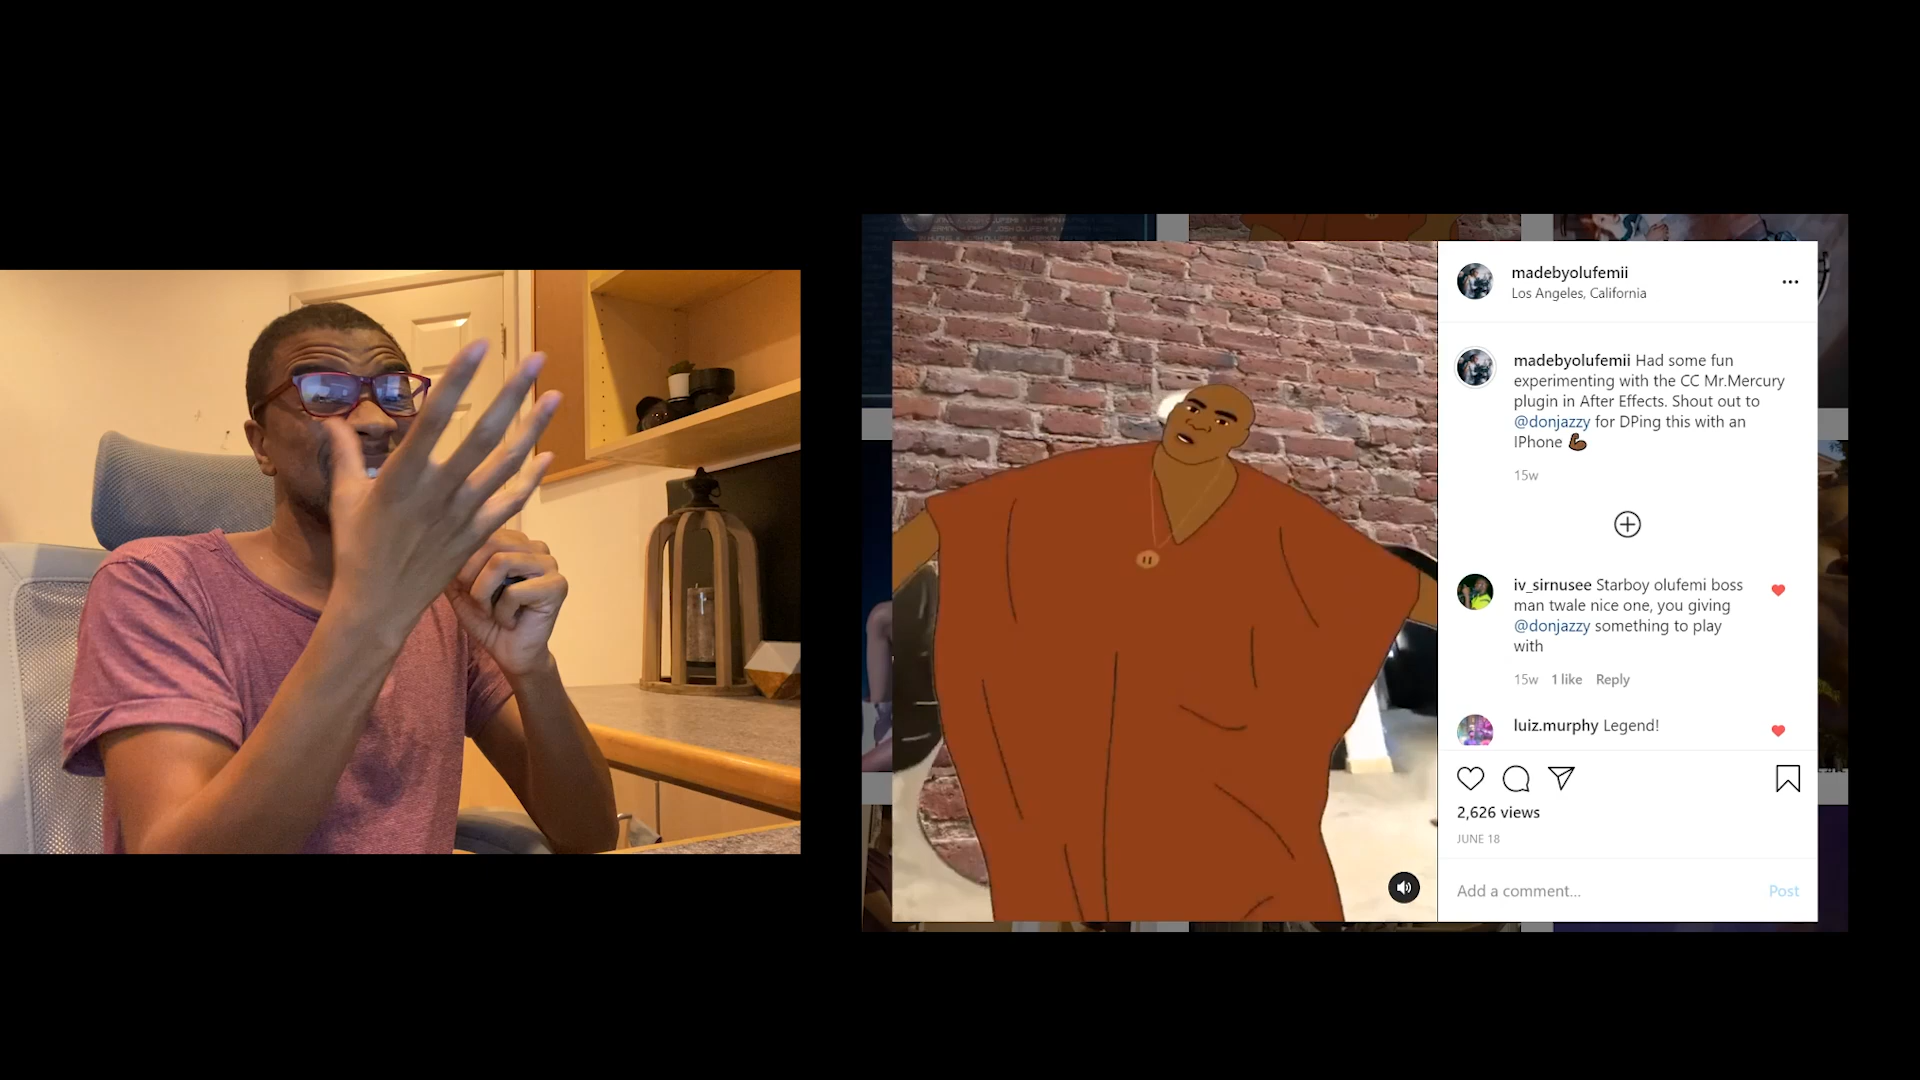 madebyolufemii
Los Angeles, California
madebyolufemii Had some fun
experimenting with the CC Mr.Mercury
plugin in After Effects. Shout out to
@donjazzy for DPing this with an
IPhone 💪🏿
15w
iv_sirnusee Starboy olufemi boss
man twale nice one, you giving
@donjazzy something to play
with
15w 1 like Reply
luiz.murphy Legend!
2,626 views
JUNE 18
Add a comment... Post